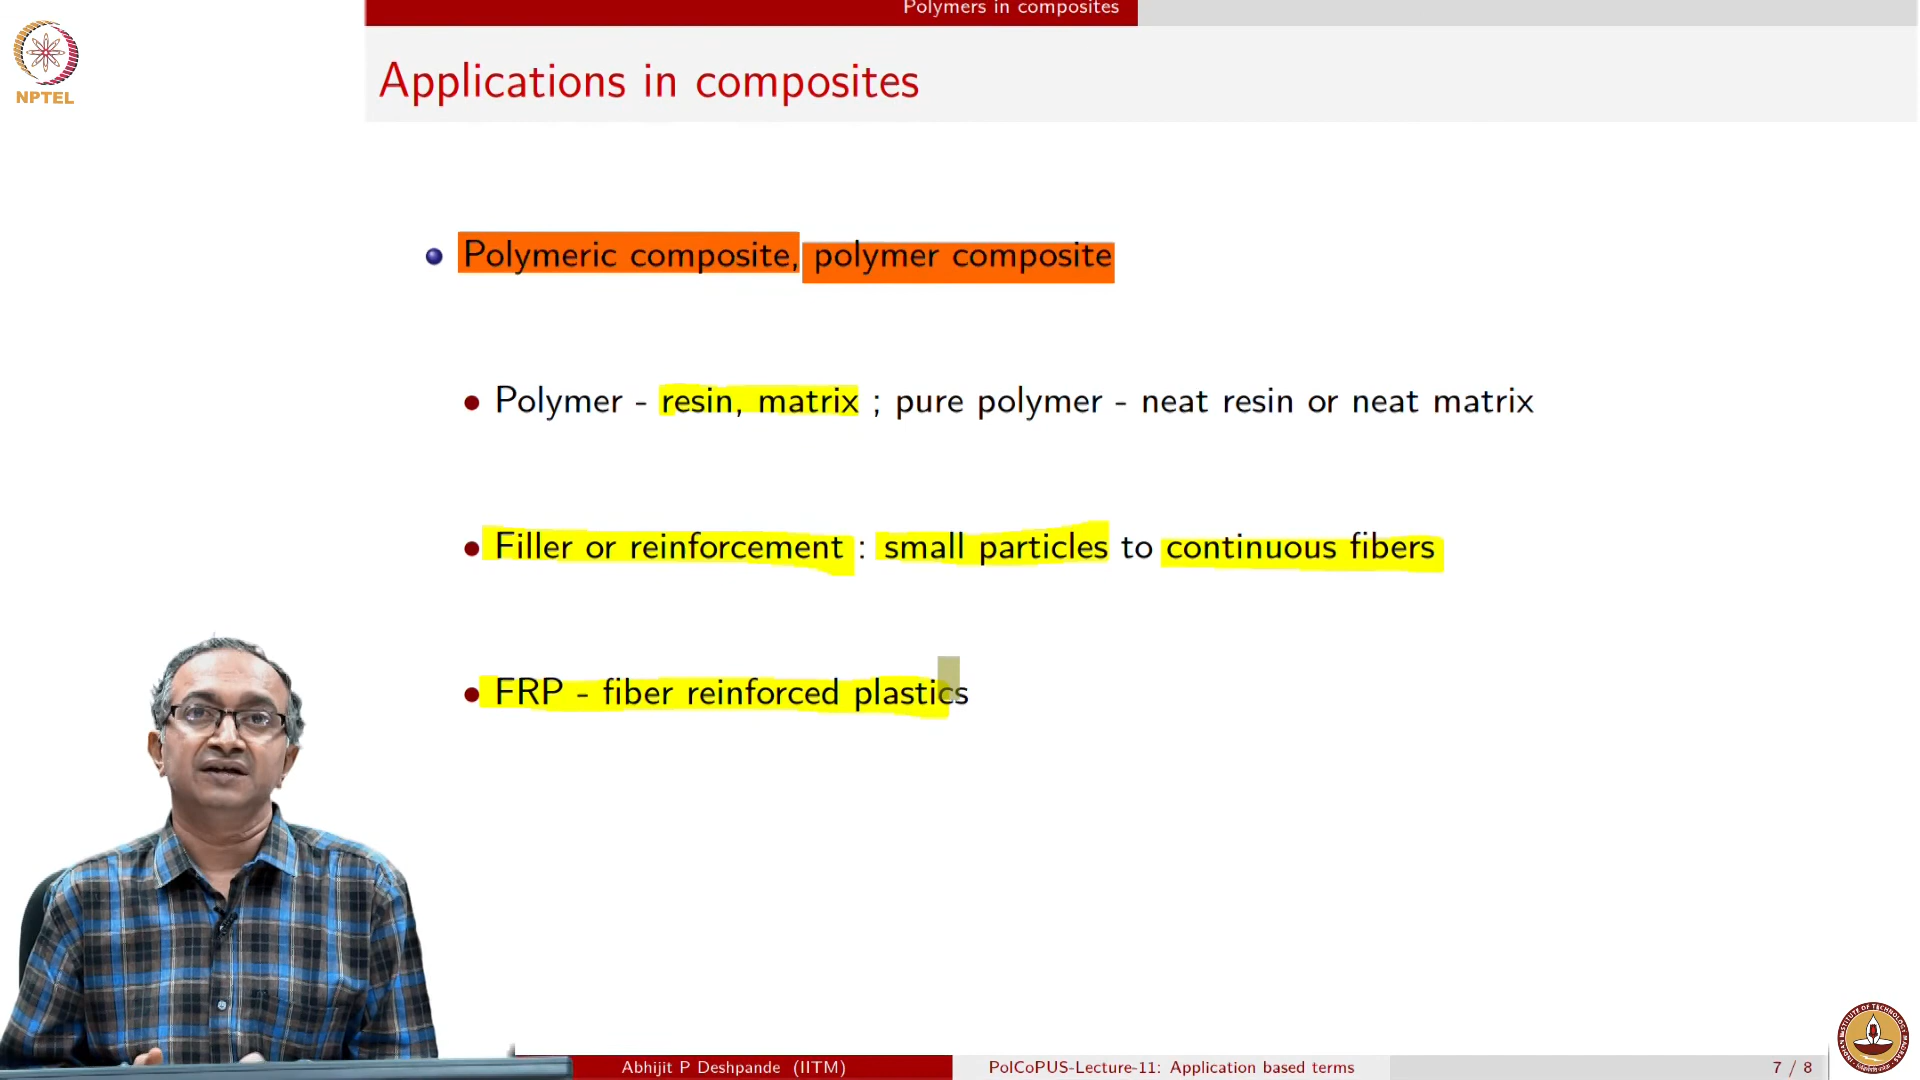 Polymers in composites
NPTEL
Applications in composites
Polymeric composite, polymer composite
Polymer - resin, matrix ; pure polymer - neat resin or neat matrix
Filler or reinforcement : small particles to continuous fibers
FRP - fiber reinforced plastics
Abhijit P Deshpande (IITM) PolCoPUS-Lecture-11: Application based terms 7 / 8